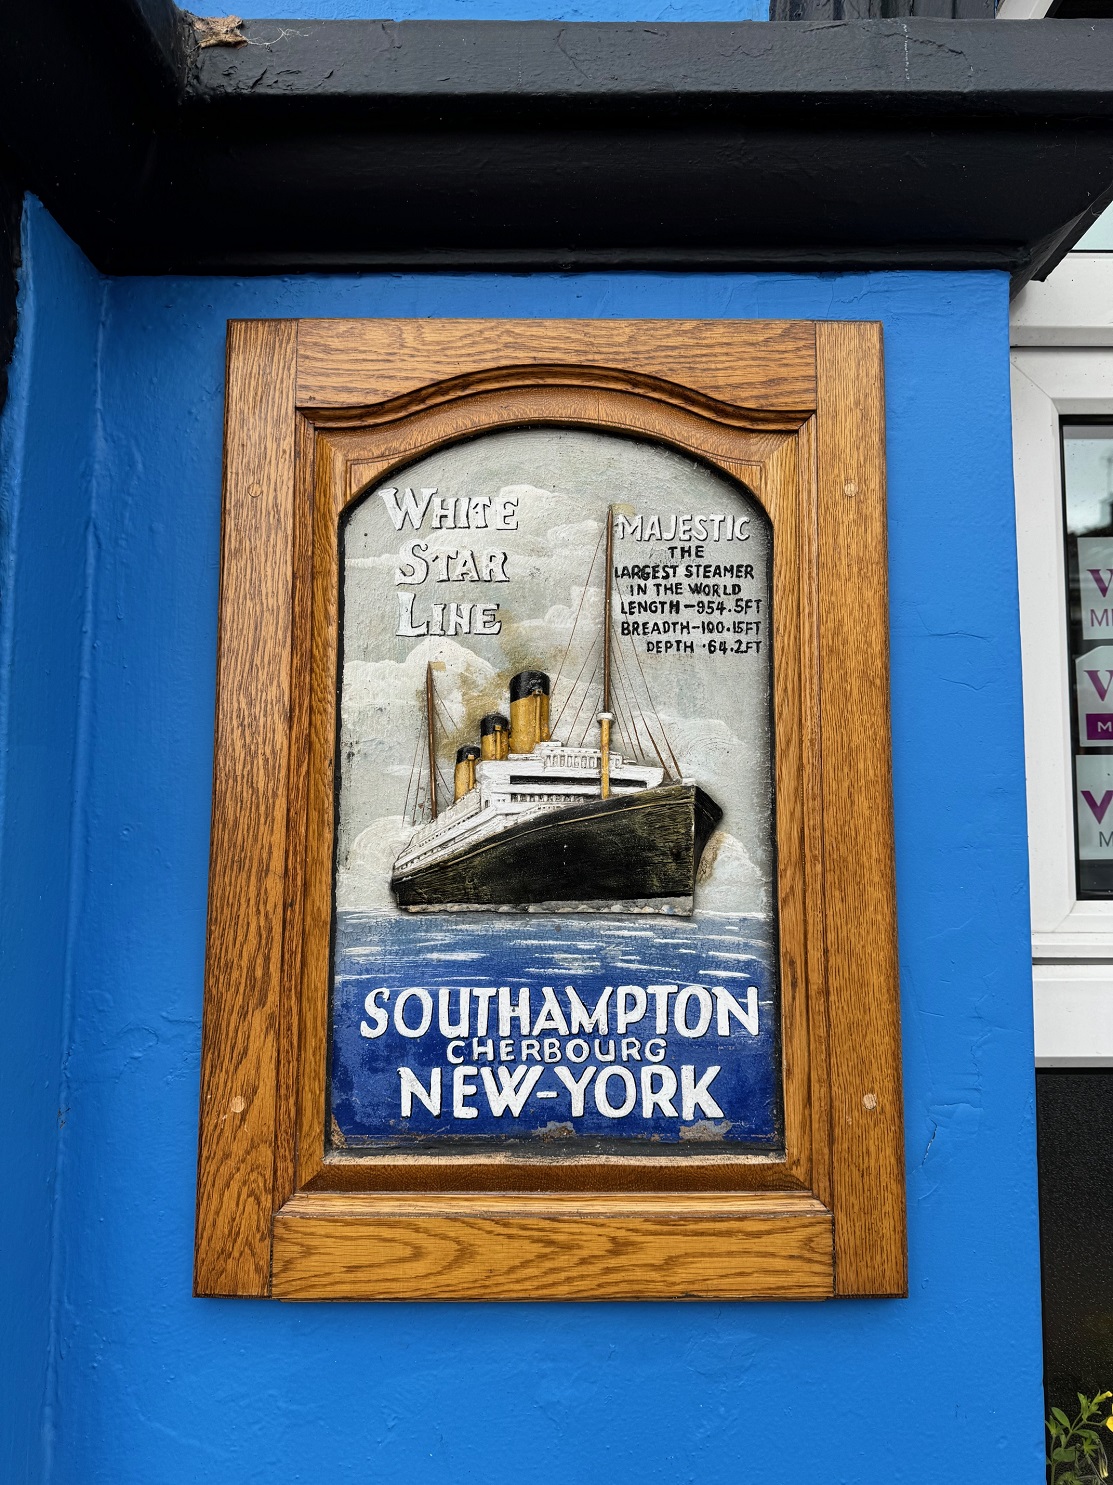 WHITE
STAR
LINE
MAJESTIC
THE
LARGEST STEAMER
IN THE WORLD
LENGTH-954.5FT
BREADTH-100.15FT
DEPTH .64.2FT
SOUTHAMPTON
CHERBOURG
NEW-YORK